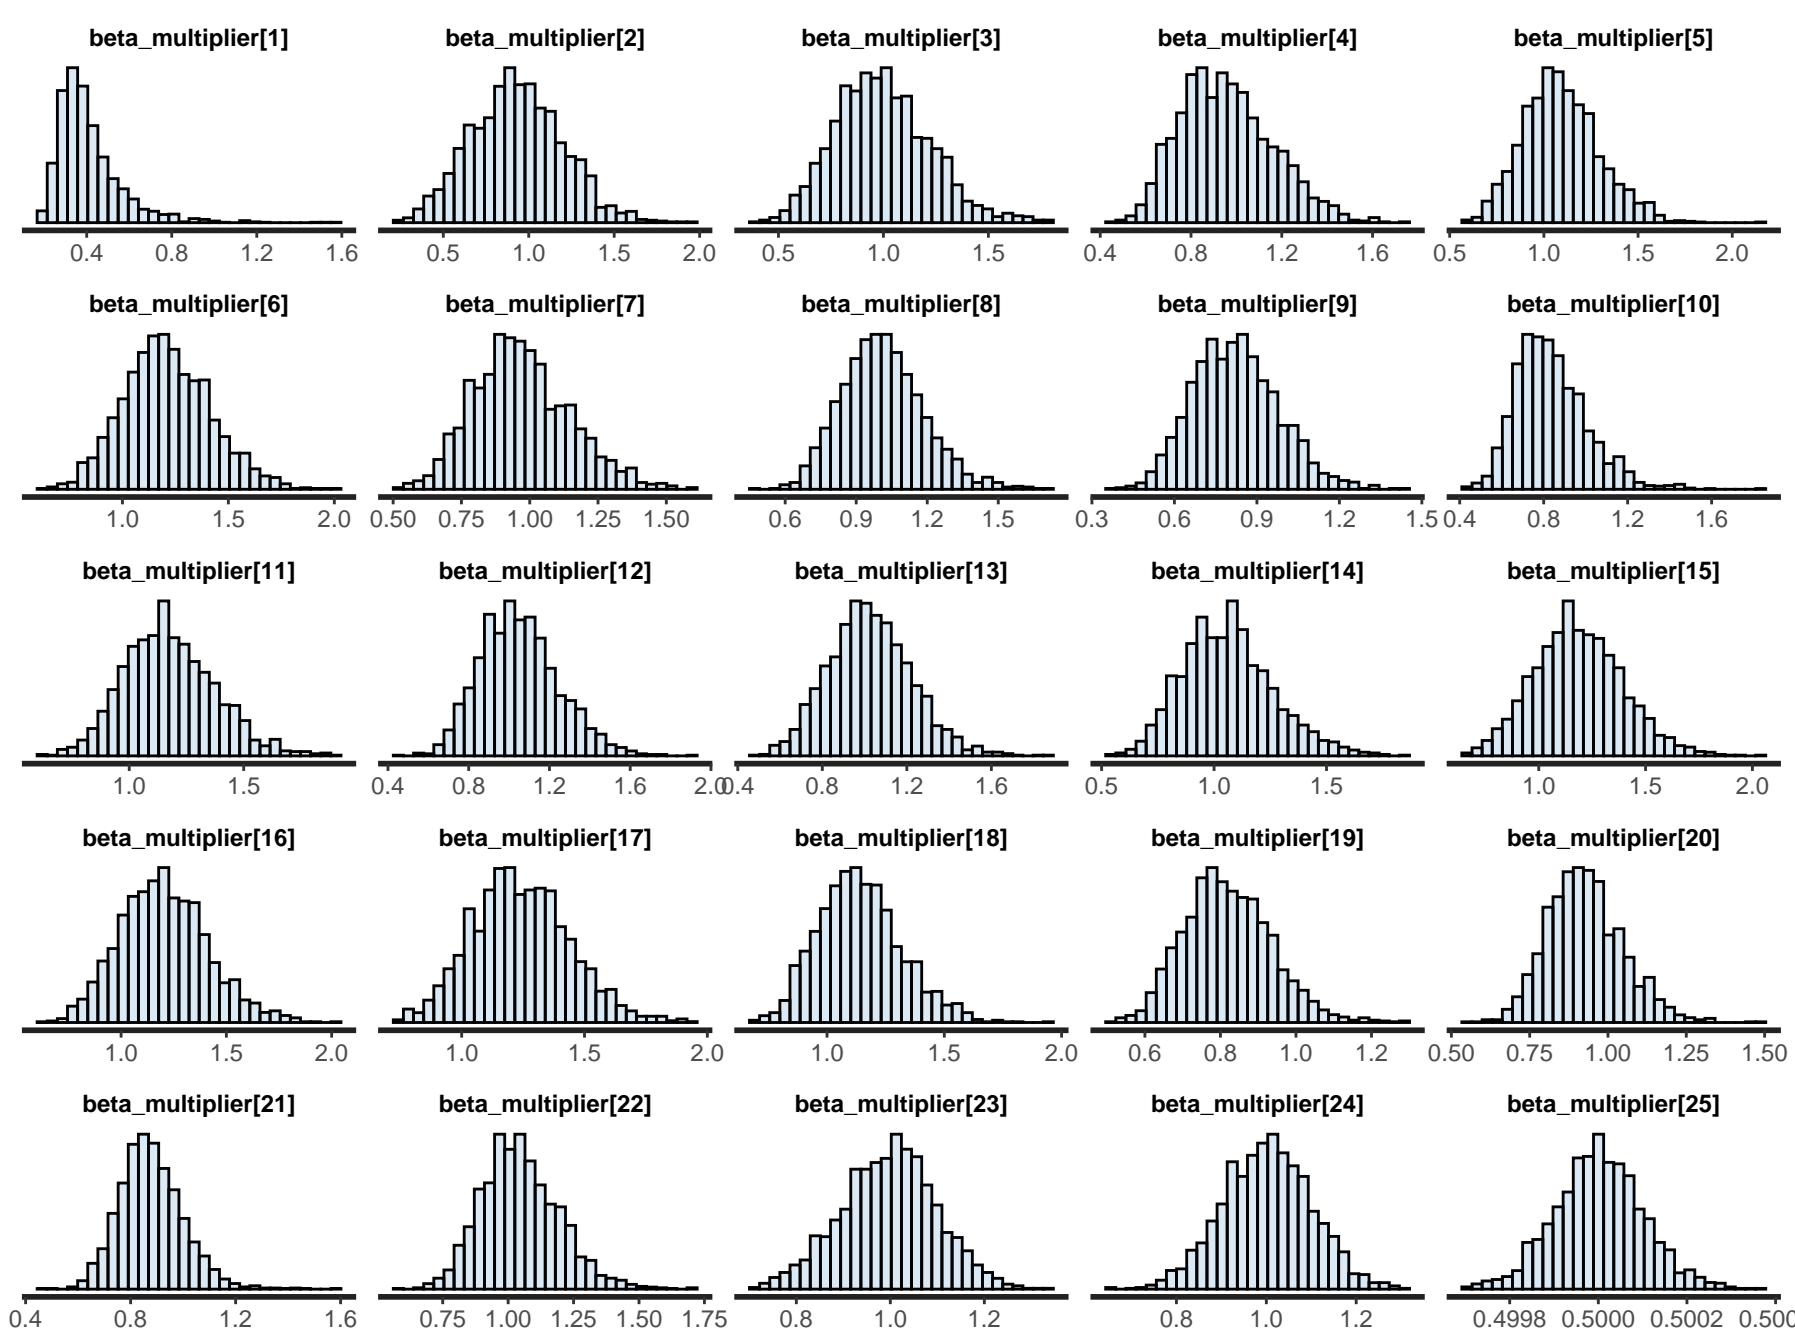 beta_multiplier[1] beta_multiplier[2] beta_multiplier[3] beta_multiplier[4] beta_multiplier[5]
0.4 0.8 1.2 1.6 0.5 1.0 1.5 2.0 0.5 1.0 1.5 0.4 0.8 1.2 1.6 0.5 1.0 1.5 2.0
beta_multiplier[6] beta_multiplier[7] beta_multiplier[8] beta_multiplier[9] beta_multiplier[10]
1.0 1.5 2.0 0.50 0.75 1.00 1.25 1.50 0.6 0.9 1.2 1.5 0.3 0.6 0.9 1.2 1.5 0.4 0.8 1.2 1.6
beta_multiplier[11] beta_multiplier[12] beta_multiplier[13] beta_multiplier[14] beta_multiplier[15]
1.0 1.5 0.4 0.8 1.2 1.6 2.0 0.4 0.8 1.2 1.6 0.5 1.0 1.5 1.0 1.5 2.0
beta_multiplier[16] beta_multiplier[17] beta_multiplier[18] beta_multiplier[19] beta_multiplier[20]
1.0 1.5 2.0 1.0 1.5 2.0 1.0 1.5 2.0 0.6 0.8 1.0 1.2 0.50 0.75 1.00 1.25 1.50
beta_multiplier[21] beta_multiplier[22] beta_multiplier[23] beta_multiplier[24] beta_multiplier[25]
0.4 0.8 1.2 1.6 0.75 1.00 1.25 1.50 1.75 0.8 1.0 1.2 0.8 1.0 1.2 0.4998 0.5000 0.5002